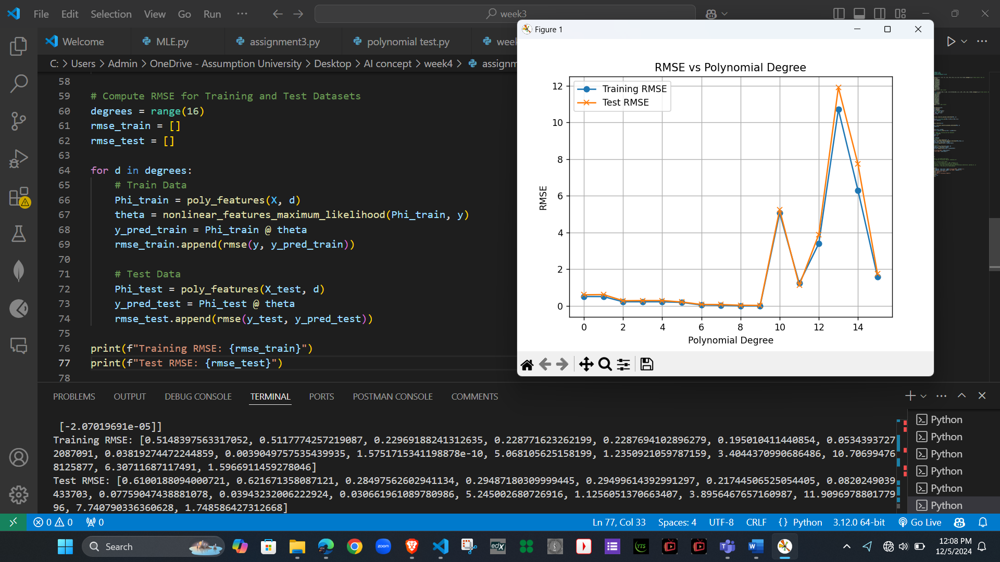 File Edit Selection View Go Run ··· week3
Welcome MLE.py assignment3.py polynomial test.py week
C: > Users > Admin > OneDrive - Assumption University > Desktop > AI concept > week4 > assignm
58
59 # Compute RMSE for Training and Test Datasets
60 degrees = range(16)
61 rmse_train = []
62 rmse_test = []
63
64 for d in degrees:
65 # Train Data
66 Phi_train = poly_features(X, d)
67 theta = nonlinear_features_maximum_likelihood(Phi_train, y)
68 y_pred_train = Phi_train @ theta
69 rmse_train.append(rmse(y, y_pred_train))
70
71 # Test Data
72 Phi_test = poly_features(X_test, d)
73 y_pred_test = Phi_test @ theta
74 rmse_test.append(rmse(y_test, y_pred_test))
75
76 print(f"Training RMSE: {rmse_train}")
77 print(f"Test RMSE: {rmse_test}")
78
Figure 1
RMSE vs Polynomial Degree
Training RMSE
Test RMSE
12
10
8
6
4
2
0
RMSE
0 2 4 6 8 10 12 14
Polynomial Degree
PROBLEMS OUTPUT DEBUG CONSOLE TERMINAL PORTS POSTMAN CONSOLE COMMENTS
[-2.07019691e-05]]
Training RMSE: [0.5148397563317052, 0.5117774257219087, 0.22969188241312635, 0.228771623262199, 0.2287694102896279, 0.195010411440854, 0.0534393727
2087091, 0.03819274472244859, 0.0039049757535439935, 1.5751715341198878e-10, 5.068105625158199, 1.2350921059787159, 3.4044370990686486, 10.70699476
8125877, 6.30711687117491, 1.5966911459278046]
Test RMSE: [0.6100188094000721, 0.621671358087121, 0.28497562602941134, 0.29487180309999445, 0.29499614392991297, 0.21744506525054405, 0.0820249039
433703, 0.07759047438881078, 0.03943232006222924, 0.030661961089780986, 5.245002680726916, 1.1256051370663407, 3.8956467657160987, 11.9096978801779
96, 7.740790336360628, 1.748586427312668]
Python
Python
Python
Python
Python
Python
0 0 0 Ln 77, Col 33 Spaces: 4 UTF-8 CRLF {} Python 3.12.0 64-bit Go Live
Search zoom edX YTS 12:08 PM
12/5/2024